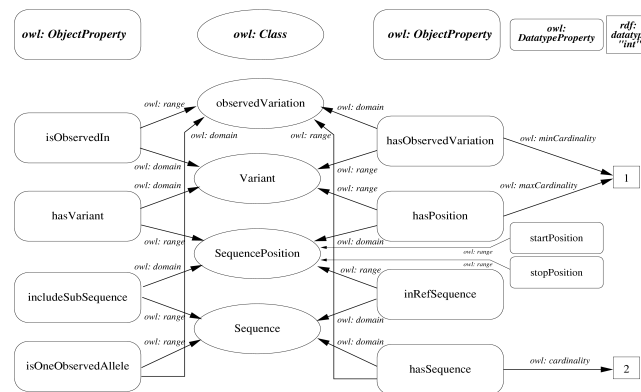 owl: ObjectProperty
owl: Class
owl: ObjectProperty
owl:
DatatypeProperty
rdf:
datatype
"int"
observedVariation
owl: range
owl: domain
isObservedIn
owl: domain
owl: range
hasObservedVariation
owl: minCardinality
owl: domain
owl: range
Variant
1
owl: domain
owl: range
owl: maxCardinality
hasVariant
hasPosition
owl: range
owl: domain
startPosition
SequencePosition
owl: range
owl: domain
owl: range
owl: range
stopPosition
includeSubSequence
inRefSequence
owl: range
owl: domain
Sequence
owl: range
owl: domain
isOneObservedAllele
hasSequence
owl: cardinality
2